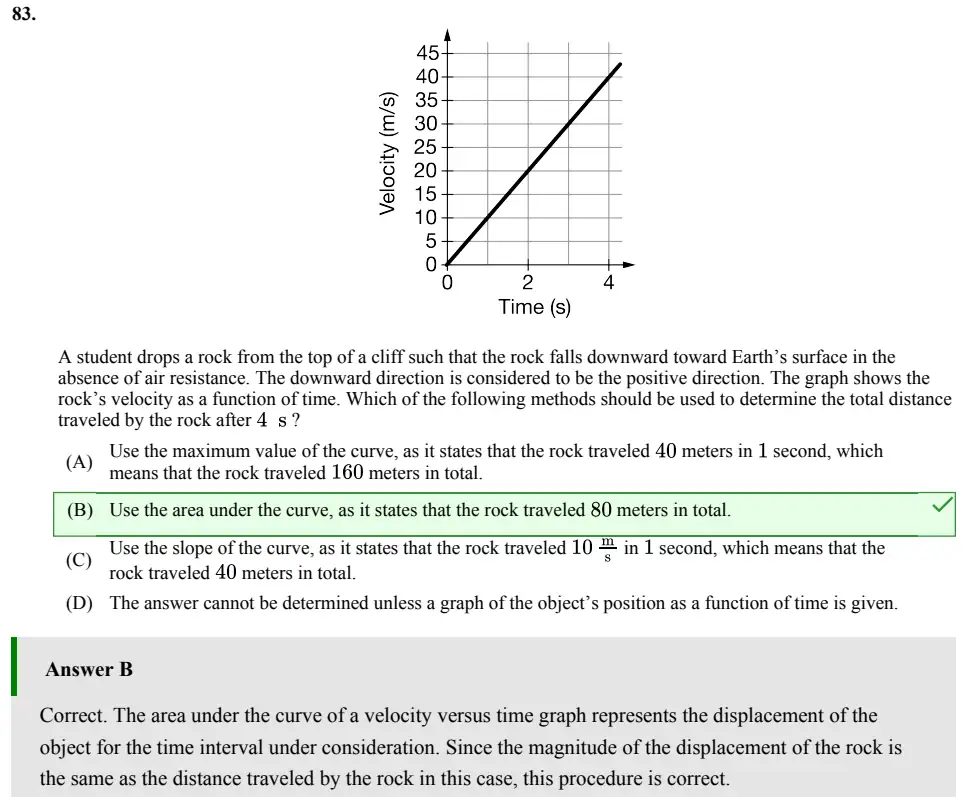 83.
45
40
35
30
25
20
15
10
5
0
Velocity (m/s)
0 2 4
Time (s)
A student drops a rock from the top of a cliff such that the rock falls downward toward Earth’s surface in the
absence of air resistance. The downward direction is considered to be the positive direction. The graph shows the
rock’s velocity as a function of time. Which of the following methods should be used to determine the total distance
traveled by the rock after 4 s ?
(A) Use the maximum value of the curve, as it states that the rock traveled 40 meters in 1 second, which
means that the rock traveled 160 meters in total.
(B) Use the area under the curve, as it states that the rock traveled 80 meters in total.
(C) Use the slope of the curve, as it states that the rock traveled 10 m/s in 1 second, which means that the
rock traveled 40 meters in total.
(D) The answer cannot be determined unless a graph of the object’s position as a function of time is given.
Answer B
Correct. The area under the curve of a velocity versus time graph represents the displacement of the
object for the time interval under consideration. Since the magnitude of the displacement of the rock is
the same as the distance traveled by the rock in this case, this procedure is correct.